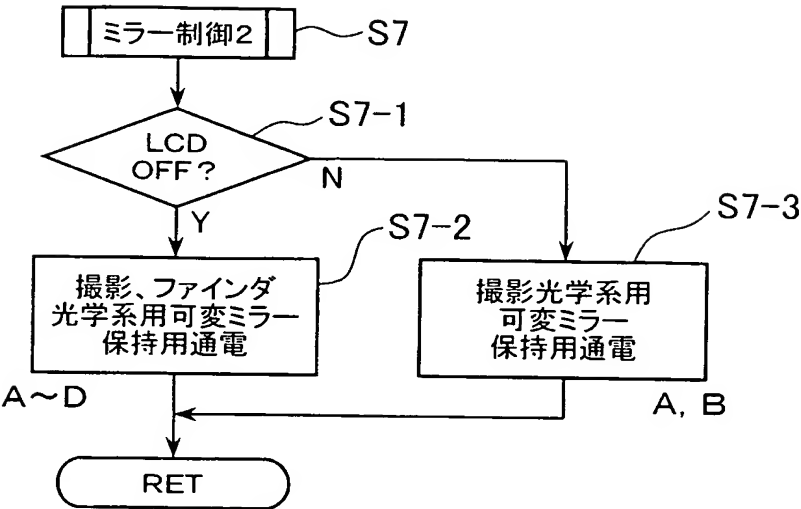 ミラー制御2
S7
S7-1
LCD
OFF?
N
Y
S7-2
S7-3
撮影、ファインダ
光学系用可変ミラー
保持用通電
撮影光学系用
可変ミラー
保持用通電
A～D
A, B
RET